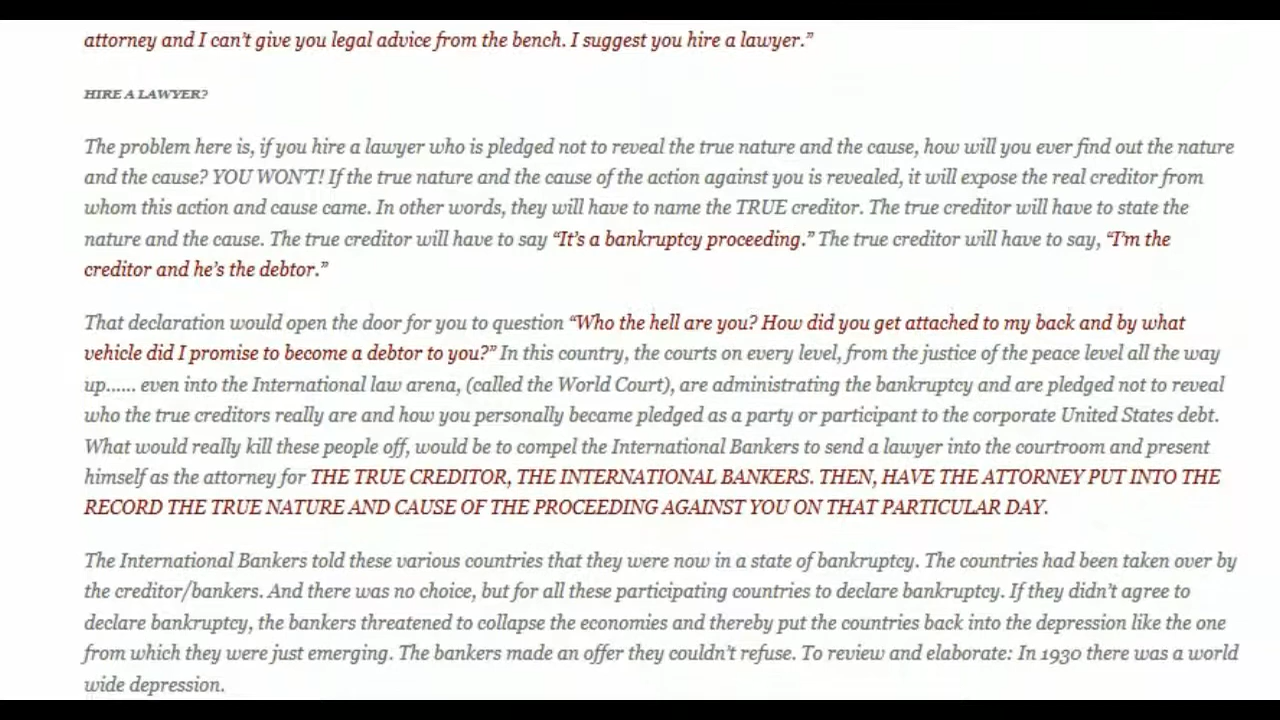 attorney and I can’t give you legal advice from the bench. I suggest you hire a lawyer.”
HIRE A LAWYER?
The problem here is, if you hire a lawyer who is pledged not to reveal the true nature and the cause, how will you ever find out the nature
and the cause? YOU WON’T! If the true nature and the cause of the action against you is revealed, it will expose the real creditor from
whom this action and cause came. In other words, they will have to name the TRUE creditor. The true creditor will have to state the
nature and the cause. The true creditor will have to say “It’s a bankruptcy proceeding.” The true creditor will have to say, “I’m the
creditor and he’s the debtor.”
That declaration would open the door for you to question “Who the hell are you? How did you get attached to my back and by what
vehicle did I promise to become a debtor to you?” In this country, the courts on every level, from the justice of the peace level all the way
up...... even into the International law arena, (called the World Court), are administrating the bankruptcy and are pledged not to reveal
who the true creditors really are and how you personally became pledged as a party or participant to the corporate United States debt.
What would really kill these people off, would be to compel the International Bankers to send a lawyer into the courtroom and present
himself as the attorney for THE TRUE CREDITOR, THE INTERNATIONAL BANKERS. THEN, HAVE THE ATTORNEY PUT INTO THE
RECORD THE TRUE NATURE AND CAUSE OF THE PROCEEDING AGAINST YOU ON THAT PARTICULAR DAY.
The International Bankers told these various countries that they were now in a state of bankruptcy. The countries had been taken over by
the creditor/bankers. And there was no choice, but for all these participating countries to declare bankruptcy. If they didn’t agree to
declare bankruptcy, the bankers threatened to collapse the economies and thereby put the countries back into the depression like the one
from which they were just emerging. The bankers made an offer they couldn’t refuse. To review and elaborate: In 1930 there was a world
wide depression.